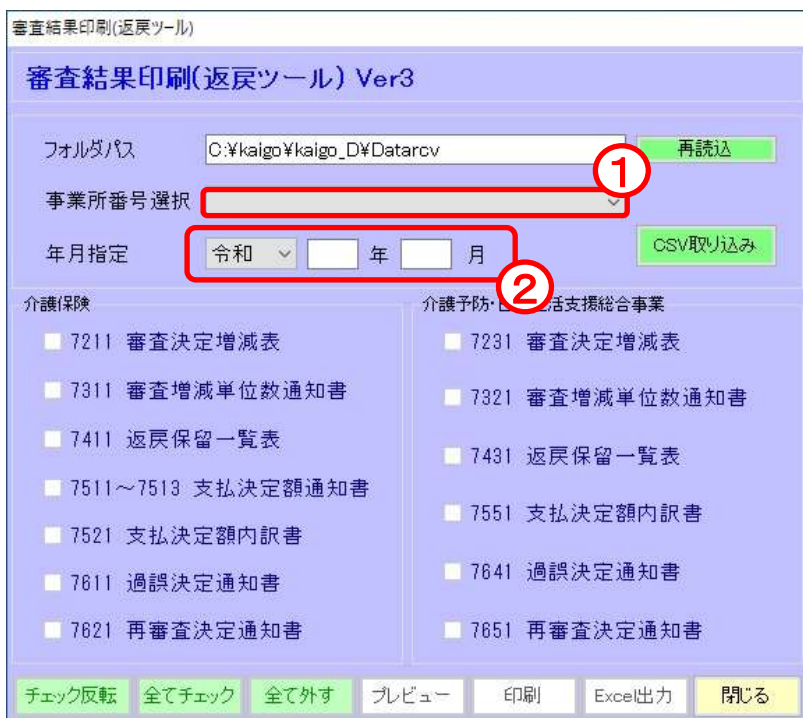 審査結果印刷(返戻ツール)
審査結果印刷(返戻ツール) Ver3
フォルダパス C:¥kaigo¥kaigo_D¥Datarcv 再読込
①
事業所番号選択
年月指定 令和 年 月 CSV取り込み
②
介護保険
7211 審査決定増減表
7311 審査増減単位数通知書
7411 返戻保留一覧表
7511～7513 支払決定額通知書
7521 支払決定額内訳書
7611 過誤決定通知書
7621 再審査決定通知書
介護予防・日 活支援総合事業
7231 審査決定増減表
7321 審査増減単位数通知書
7431 返戻保留一覧表
7551 支払決定額内訳書
7641 過誤決定通知書
7651 再審査決定通知書
チェック反転 全てチェック 全て外す プレビュー 印刷 Excel出力 閉じる